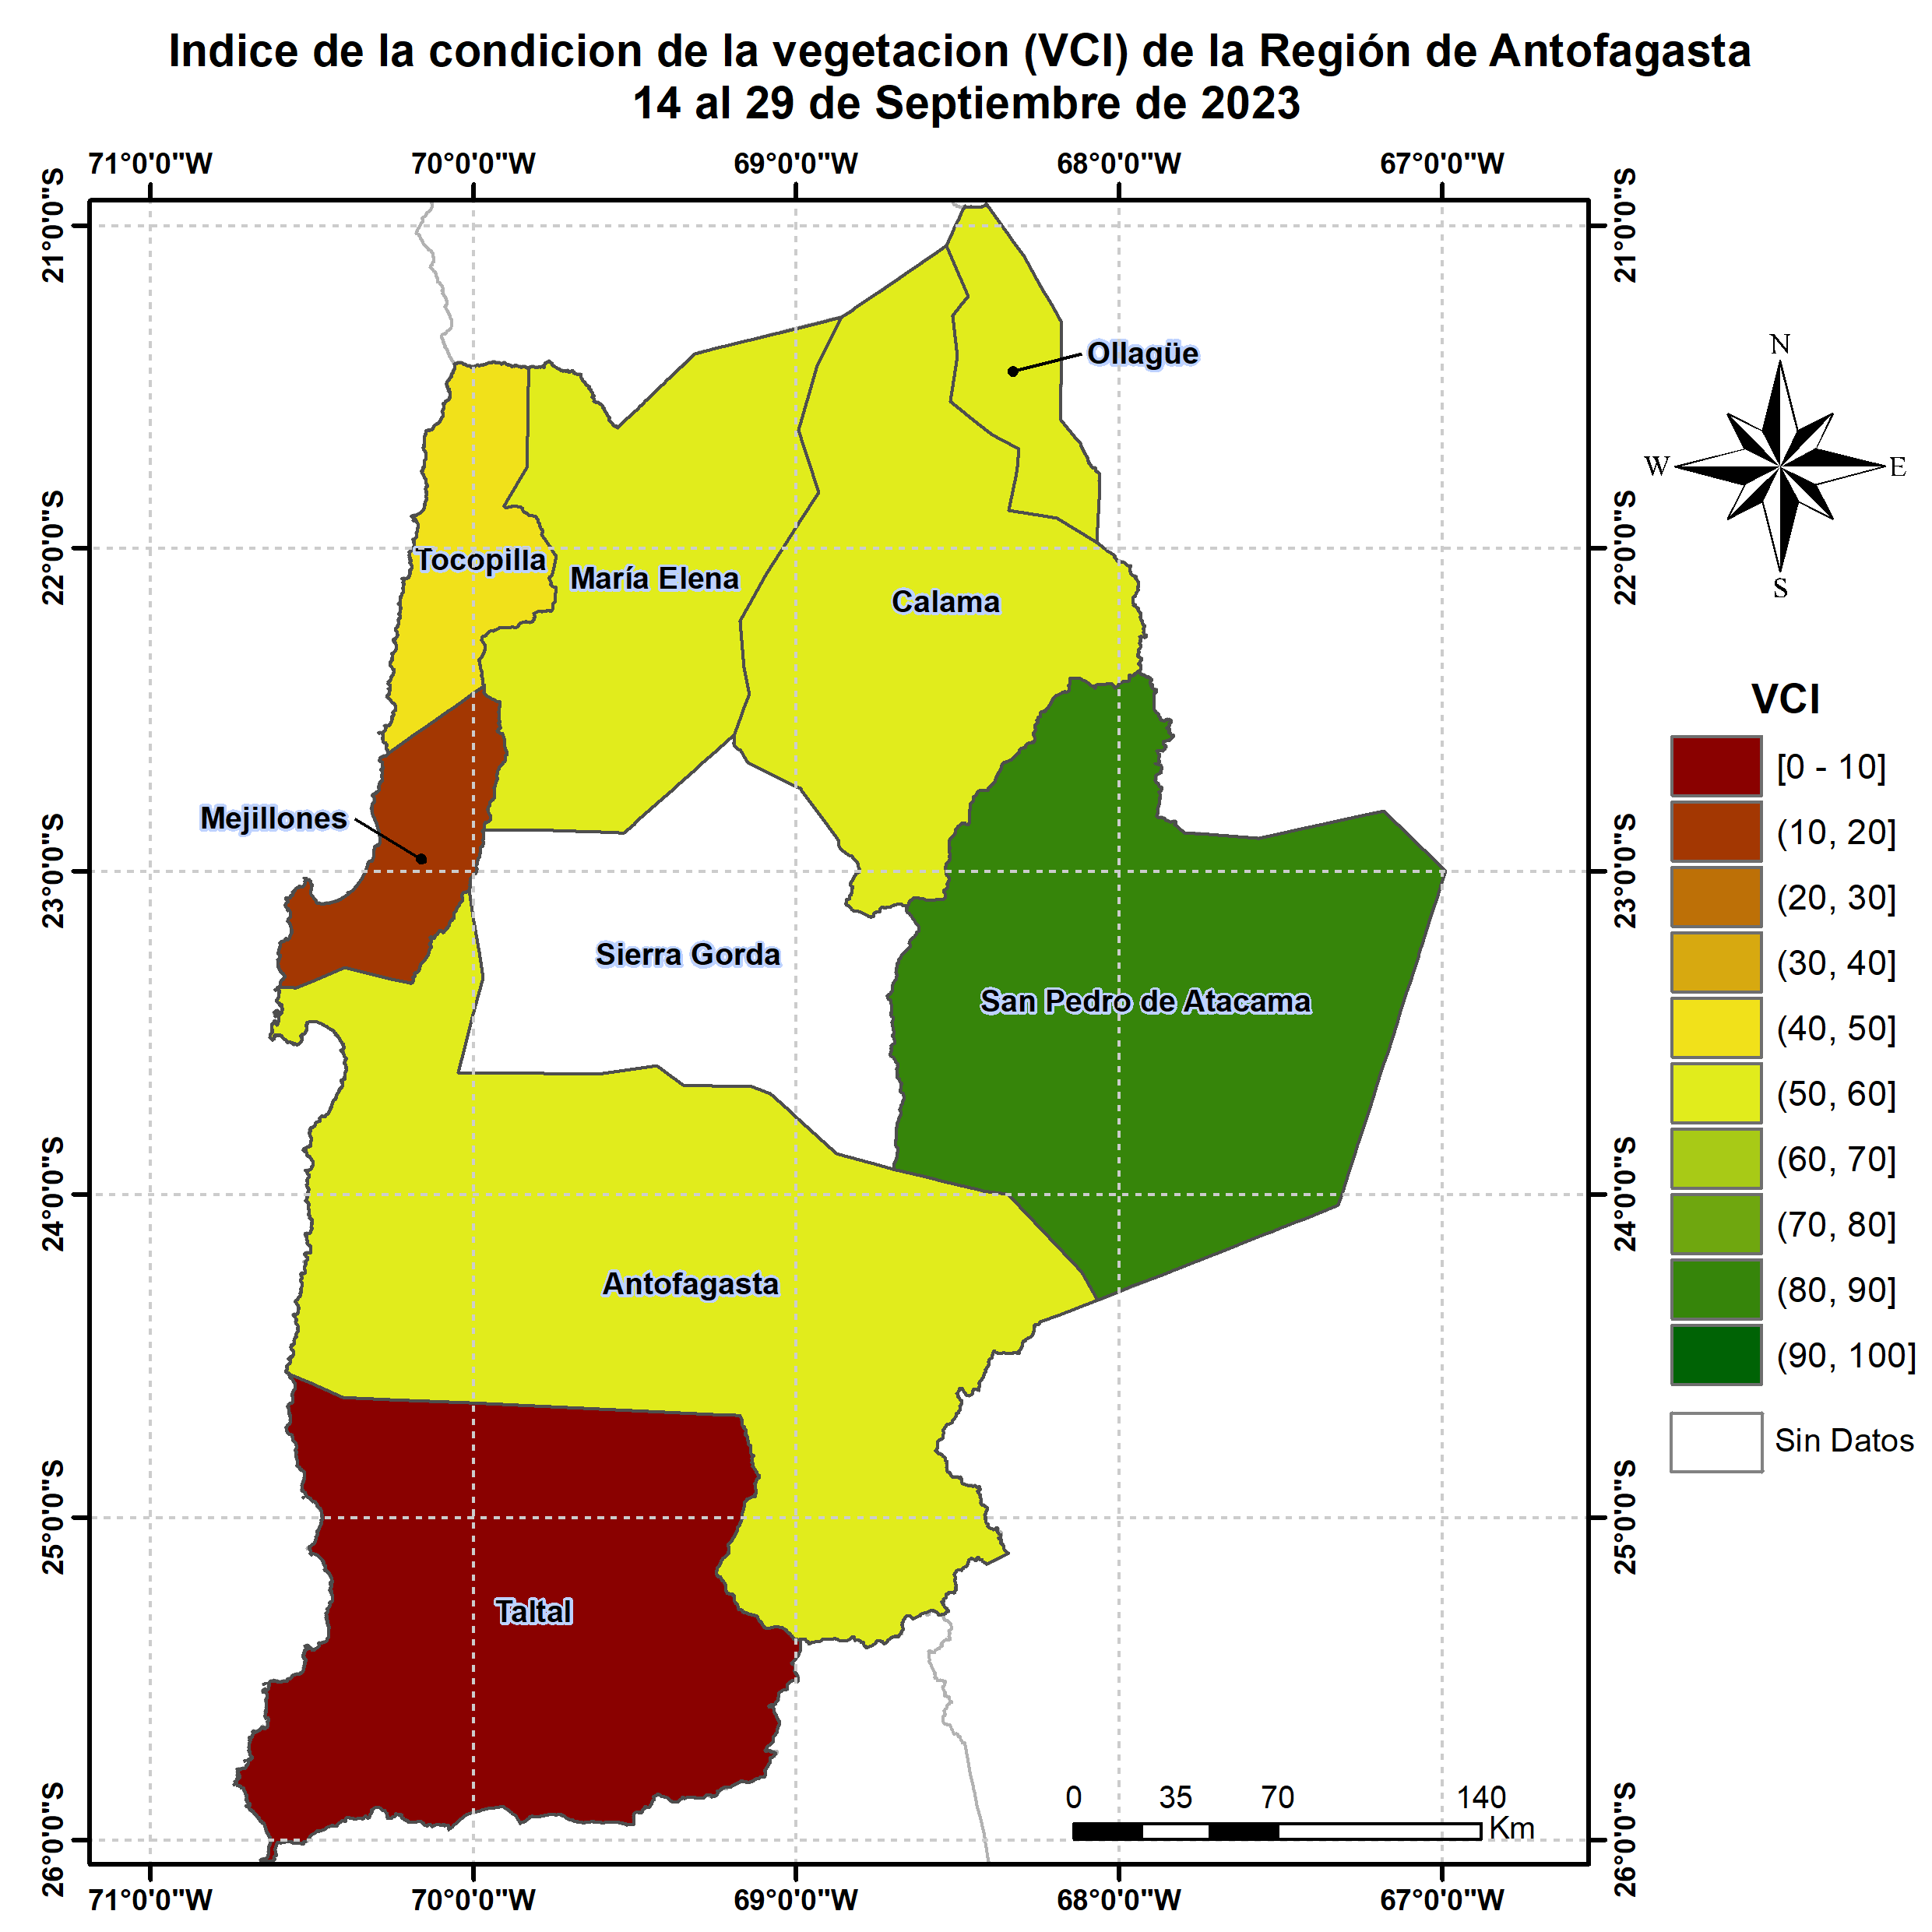 Indice de la condicion de la vegetacion (VCI) de la Región de Antofagasta
14 al 29 de Septiembre de 2023
71°0'0"W 70°0'0"W 69°0'0"W 68°0'0"W 67°0'0"W
21°0'0"S 21°0'0"S
22°0'0"S 22°0'0"S
23°0'0"S 23°0'0"S
24°0'0"S 24°0'0"S
25°0'0"S 25°0'0"S
26°0'0"S 26°0'0"S
Ollagüe
Tocopilla
María Elena
Calama
Mejillones
Sierra Gorda
San Pedro de Atacama
Antofagasta
Taltal
N
W E
S
VCI
[0 - 10]
(10, 20]
(20, 30]
(30, 40]
(40, 50]
(50, 60]
(60, 70]
(70, 80]
(80, 90]
(90, 100]
Sin Datos
0 35 70 140
Km
71°0'0"W 70°0'0"W 69°0'0"W 68°0'0"W 67°0'0"W